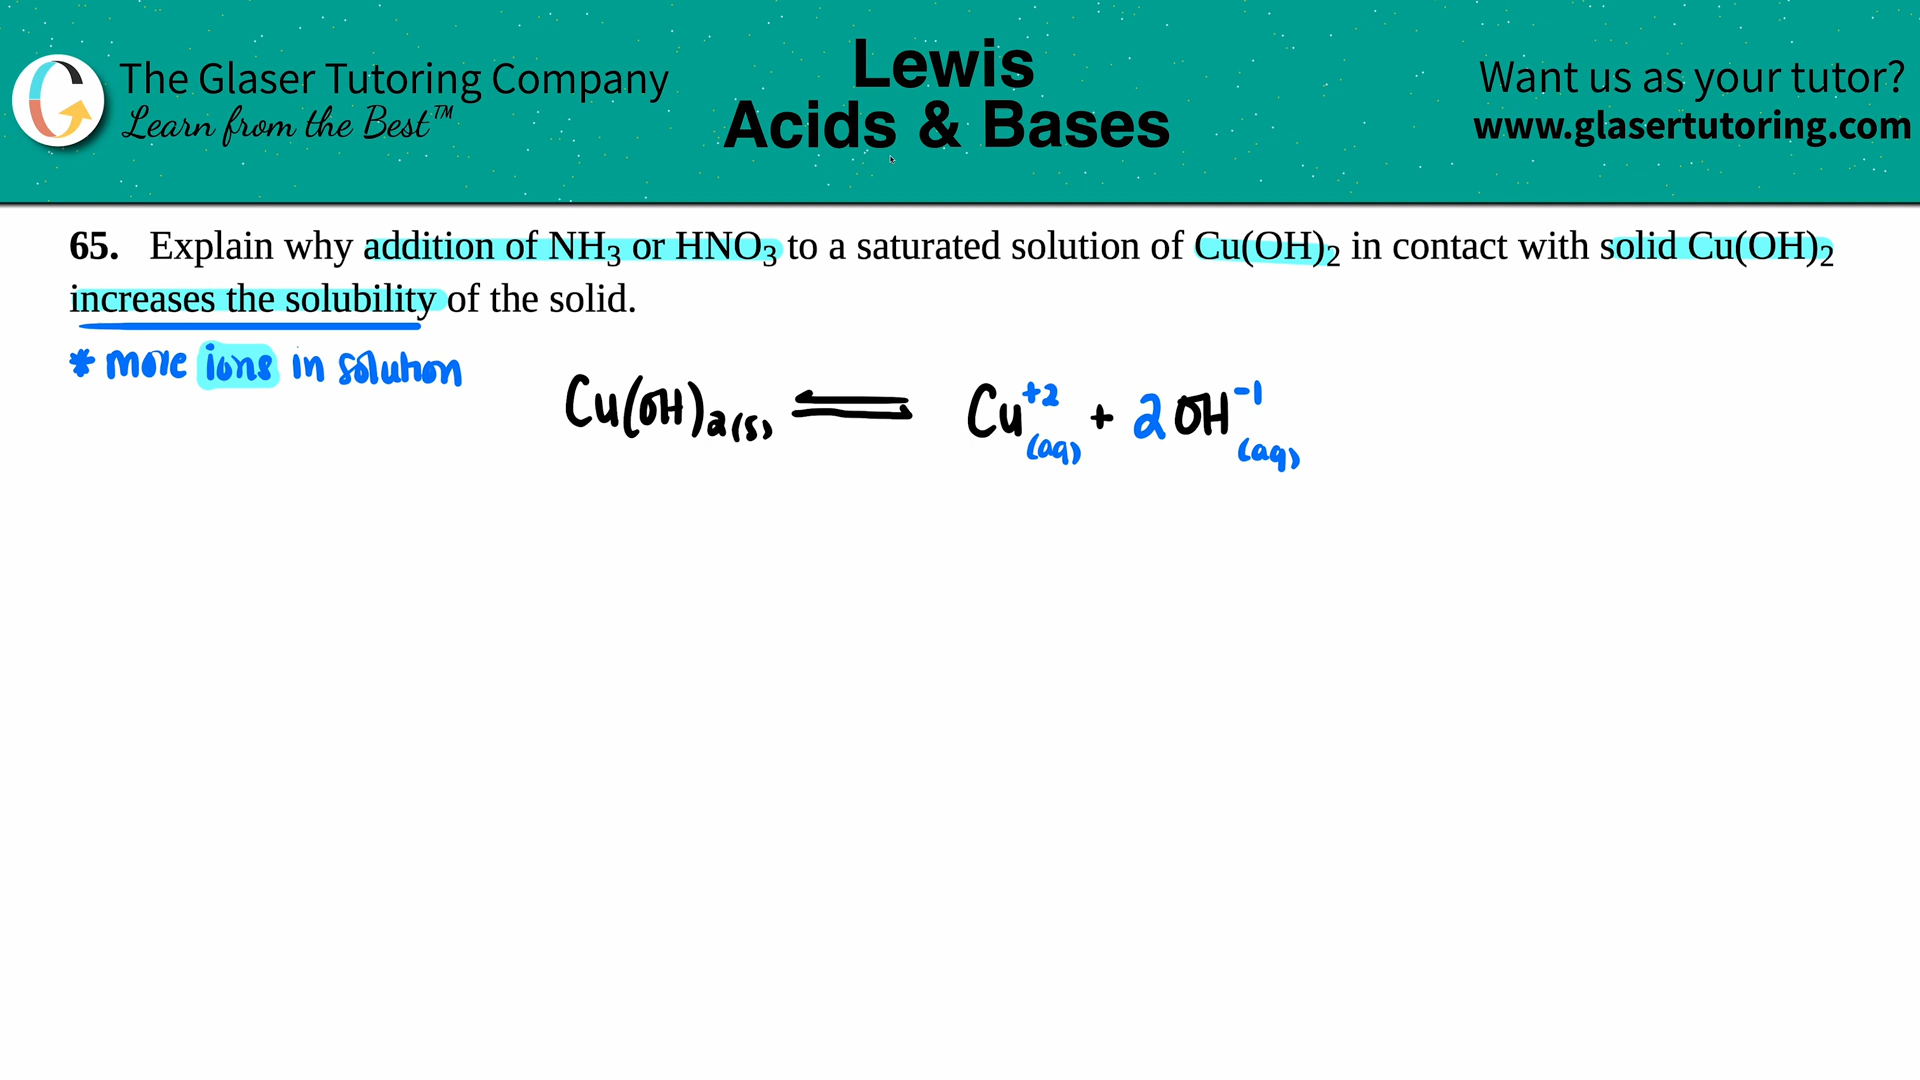 The Glaser Tutoring Company
Learn from the Best™
Lewis
Acids & Bases
Want us as your tutor?
www.glasertutoring.com
65. Explain why addition of NH₃ or HNO₃ to a saturated solution of Cu(OH)₂ in contact with solid Cu(OH)₂
increases the solubility of the solid.
* more ions in solution
Cu(OH)₂(s) ⇌ Cu⁺²(aq) + 2OH⁻¹(aq)